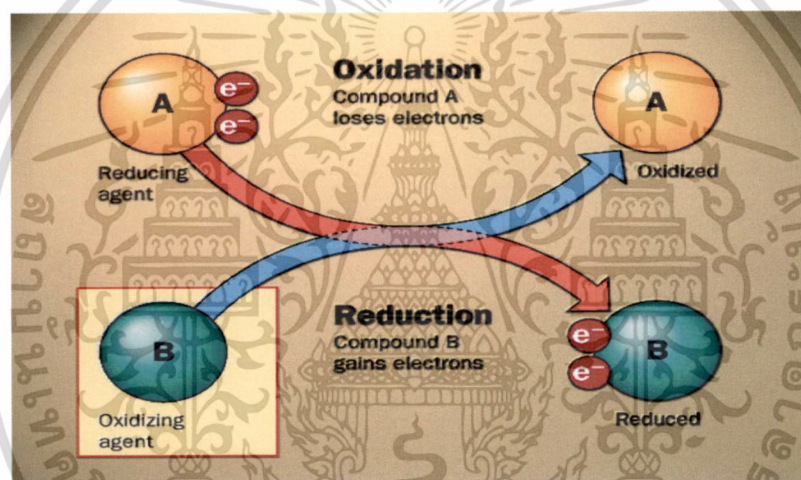 A
e⁻
e⁻
Reducing
agent
Oxidation
Compound A
loses electrons
A
Oxidized
B
Oxidizing
agent
Reduction
Compound B
gains electrons
e⁻
e⁻
B
Reduced